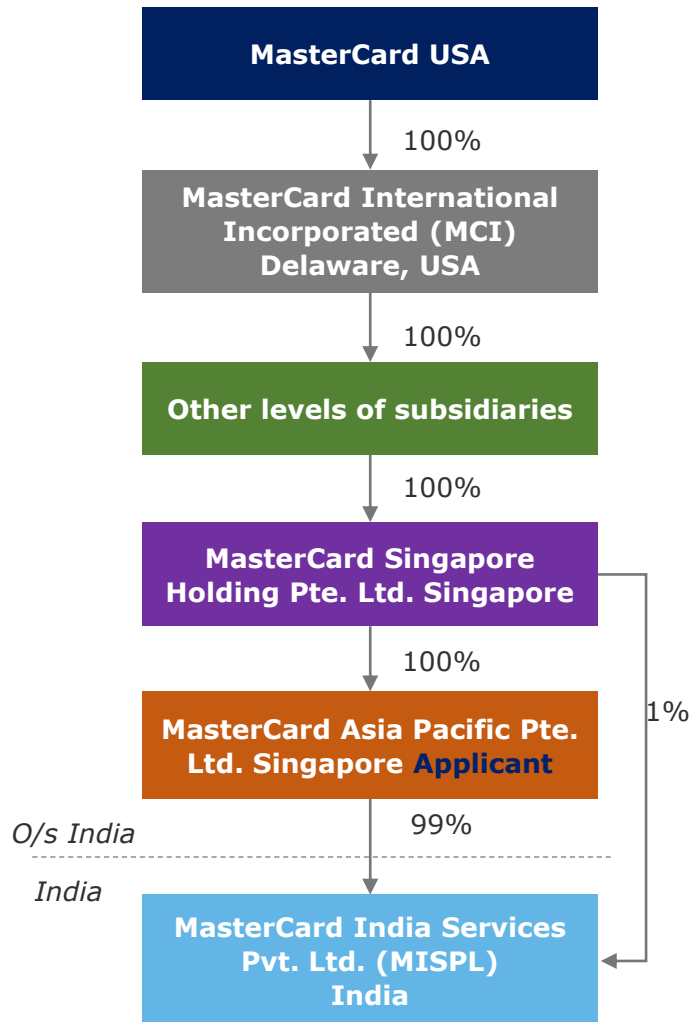 MasterCard USA
100%
MasterCard International
Incorporated (MCI)
Delaware, USA
100%
Other levels of subsidiaries
100%
MasterCard Singapore
Holding Pte. Ltd. Singapore
100%
1%
MasterCard Asia Pacific Pte.
Ltd. Singapore Applicant
99%
O/s India
India
MasterCard India Services
Pvt. Ltd. (MISPL)
India